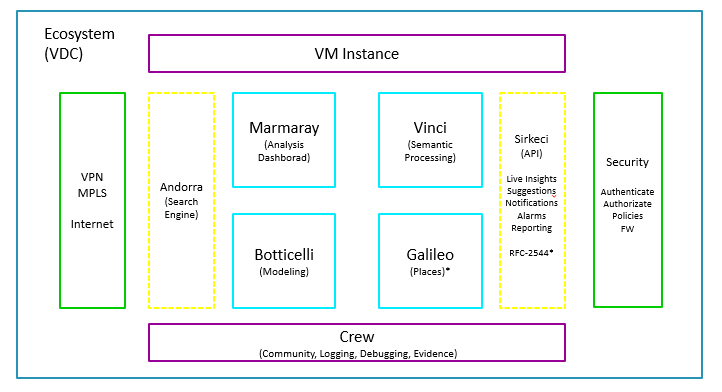 Ecosystem
(VDC)
VM Instance
VPN
MPLS
Internet
Andorra
(Search
Engine)
Marmaray
(Analysis
Dashborad)
Vinci
(Semantic
Processing)
Botticelli
(Modeling)
Galileo
(Places)*
Sirkeci
(API)
Live Insights
Suggestions
Notifications
Alarms
Reporting
RFC-2544*
Security
Authenticate
Authorizate
Policies
FW
Crew
(Community, Logging, Debugging, Evidence)